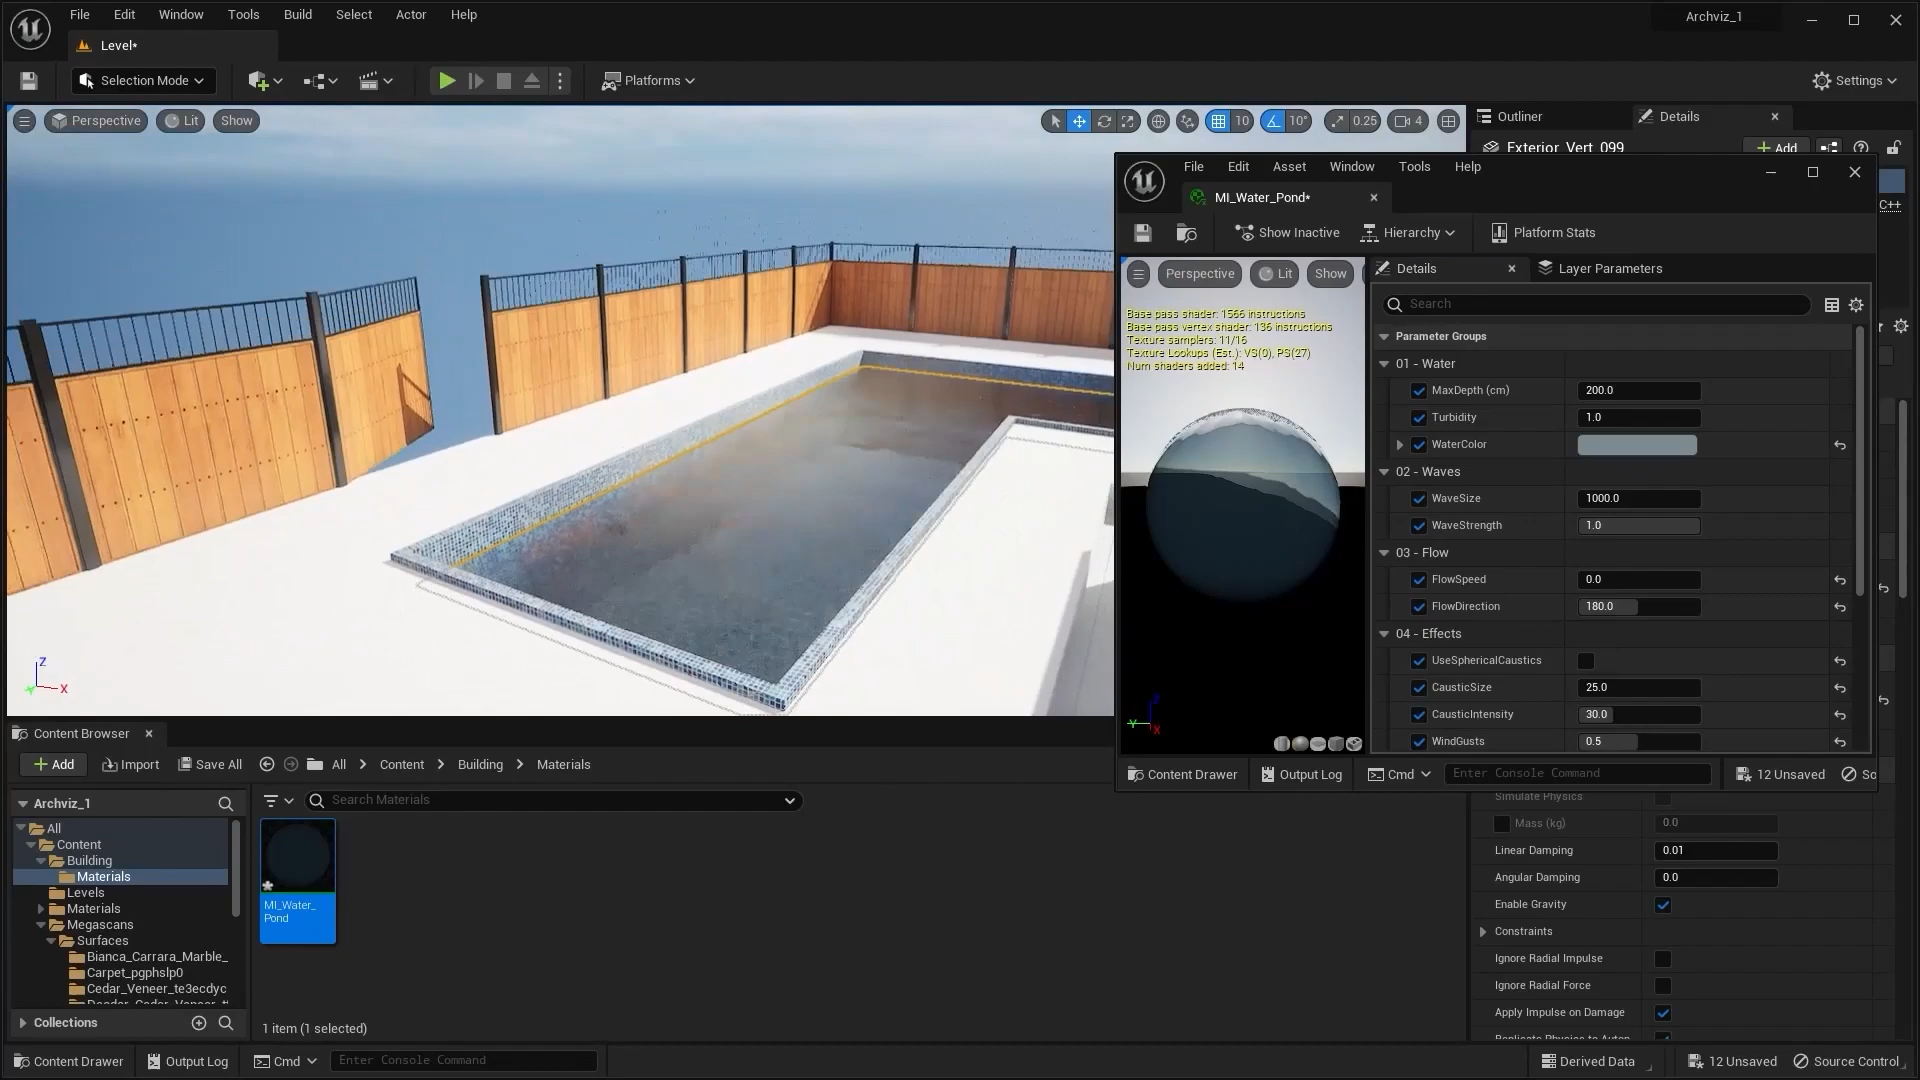 File Edit Window Tools Build Select Actor Help
Archviz_1
Level*
Selection Mode
Platforms
Settings
Perspective Lit Show
10 10° 0.25 4
Outliner
Details
Exterior_Vert_099
Add
C++
File Edit Asset Window Tools Help
MI_Water_Pond*
Show Inactive Hierarchy Platform Stats
Perspective Lit Show
Base pass shader: 1566 instructions
Base pass vertex shader: 136 instructions
Texture samplers: 11/16
Texture Lookups (Est.): VS(0), PS(27)
Num shaders added: 14
Details
Layer Parameters
Search
Parameter Groups
01 - Water
MaxDepth (cm) 200.0
Turbidity 1.0
WaterColor
02 - Waves
WaveSize 1000.0
WaveStrength 1.0
03 - Flow
FlowSpeed 0.0
FlowDirection 180.0
04 - Effects
UseSphericalCaustics
CausticSize 25.0
CausticIntensity 30.0
WindGusts 0.5
Content Drawer Output Log Cmd Enter Console Command 12 Unsaved So
Z X Y
Z Y X
Content Browser
Add Import Save All All Content Building Materials
Archviz_1
Search Materials
All
Content
Building
Materials
Levels
Materials
Megascans
Surfaces
Bianca_Carrara_Marble_
Carpet_pgphslp0
Cedar_Veneer_te3ecdyc
Collections
MI_Water_
Pond
1 item (1 selected)
Simulate Physics
Mass (kg) 0.0
Linear Damping 0.01
Angular Damping 0.0
Enable Gravity
Constraints
Ignore Radial Impulse
Ignore Radial Force
Apply Impulse on Damage
Content Drawer Output Log Cmd Enter Console Command
Derived Data 12 Unsaved Source Control